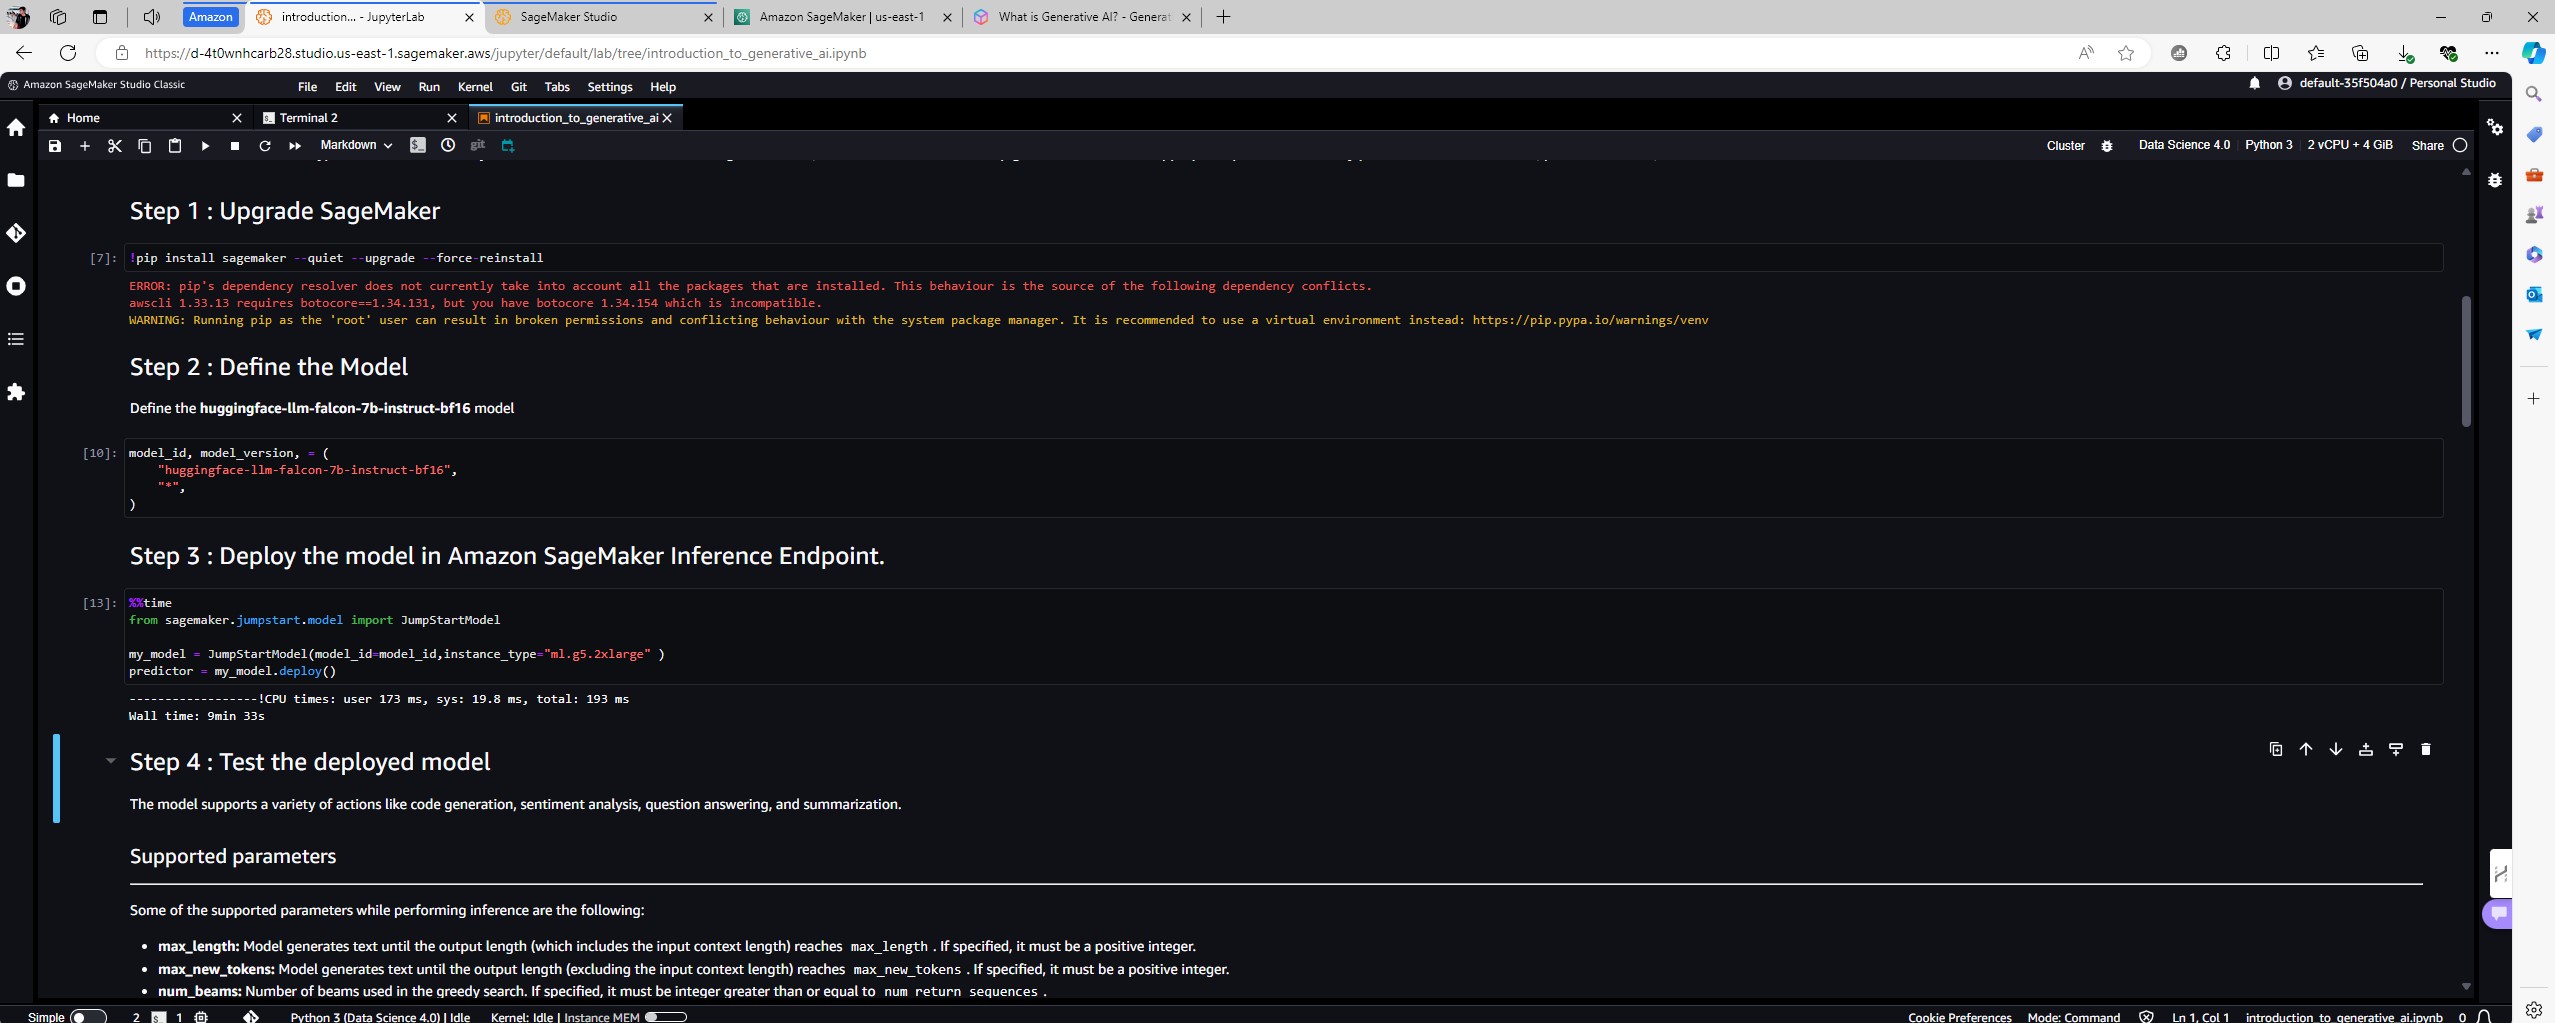 Amazon
introduction... - JupyterLab
SageMaker Studio
Amazon SageMaker | us-east-1
What is Generative AI? - Generat
https://d-4t0wnhcarb28.studio.us-east-1.sagemaker.aws/jupyter/default/lab/tree/introduction_to_generative_ai.ipynb
Amazon SageMaker Studio Classic
File Edit View Run Kernel Git Tabs Settings Help
default-35f504a0 / Personal Studio
Home
Terminal 2
introduction_to_generative_ai
Markdown
git
Cluster
Data Science 4.0
Python 3
2 vCPU + 4 GiB
Share
Step 1 : Upgrade SageMaker
[7]: !pip install sagemaker --quiet --upgrade --force-reinstall
ERROR: pip's dependency resolver does not currently take into account all the packages that are installed. This behaviour is the source of the following dependency conflicts.
awscli 1.33.13 requires botocore==1.34.131, but you have botocore 1.34.154 which is incompatible.
WARNING: Running pip as the 'root' user can result in broken permissions and conflicting behaviour with the system package manager. It is recommended to use a virtual environment instead: https://pip.pypa.io/warnings/venv
Step 2 : Define the Model
Define the huggingface-llm-falcon-7b-instruct-bf16 model
[10]: model_id, model_version, = (
"huggingface-llm-falcon-7b-instruct-bf16",
"*",
)
Step 3 : Deploy the model in Amazon SageMaker Inference Endpoint.
[13]: %%time
from sagemaker.jumpstart.model import JumpStartModel
my_model = JumpStartModel(model_id=model_id,instance_type="ml.g5.2xlarge" )
predictor = my_model.deploy()
------------------!CPU times: user 173 ms, sys: 19.8 ms, total: 193 ms
Wall time: 9min 33s
Step 4 : Test the deployed model
The model supports a variety of actions like code generation, sentiment analysis, question answering, and summarization.
Supported parameters
Some of the supported parameters while performing inference are the following:
• max_length: Model generates text until the output length (which includes the input context length) reaches max_length . If specified, it must be a positive integer.
• max_new_tokens: Model generates text until the output length (excluding the input context length) reaches max_new_tokens . If specified, it must be a positive integer.
• num_beams: Number of beams used in the greedy search. If specified, it must be integer greater than or equal to num_return_sequences .
Simple
2
1
Python 3 (Data Science 4.0) | Idle
Kernel: Idle | Instance MEM
Cookie Preferences
Mode: Command
Ln 1, Col 1
introduction_to_generative_ai.ipynb
0